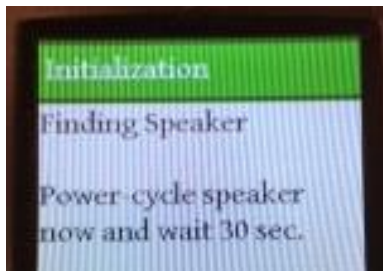 Initialization
Finding Speaker
Power-cycle speaker
now and wait 30 sec.